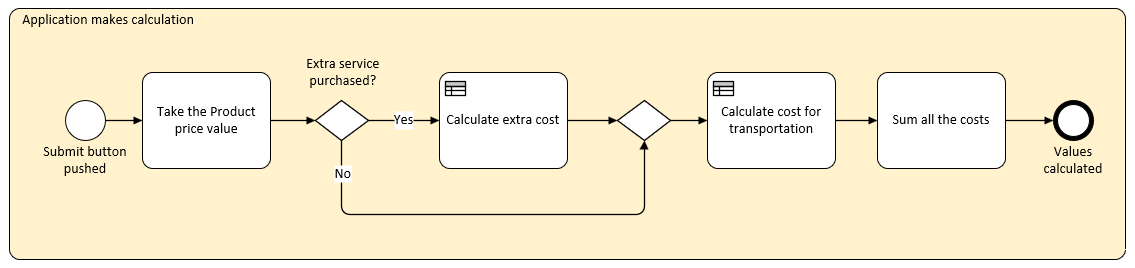 Application makes calculation
Submit button
pushed
Take the Product
price value
Extra service
purchased?
Yes
No
Calculate extra cost
Calculate cost for
transportation
Sum all the costs
Values
calculated